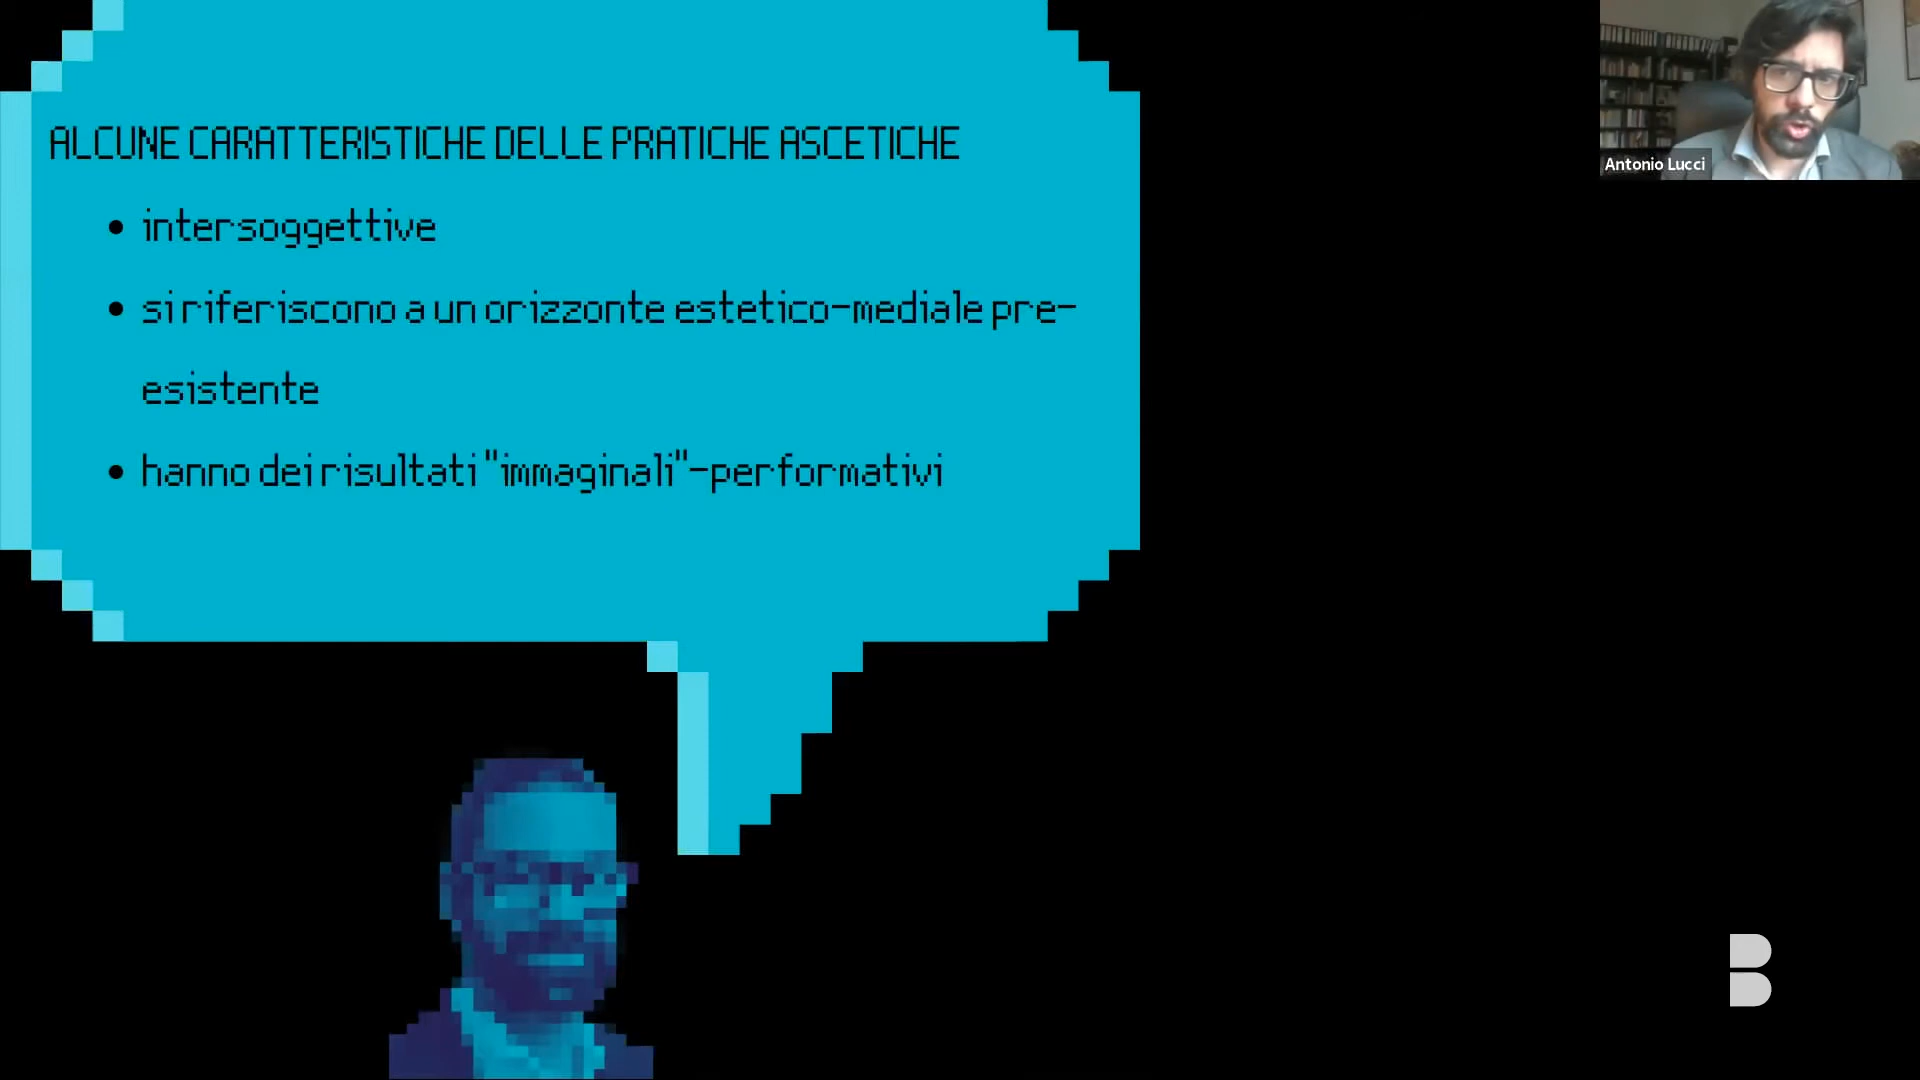 ALCUNE CARATTERISTICHE DELLE PRATICHE ASCETICHE
• intersoggettive
• si riferiscono a un orizzonte estetico-mediale pre-
esistente
• hanno dei risultati "immaginali"-performativi
Antonio Lucci
B